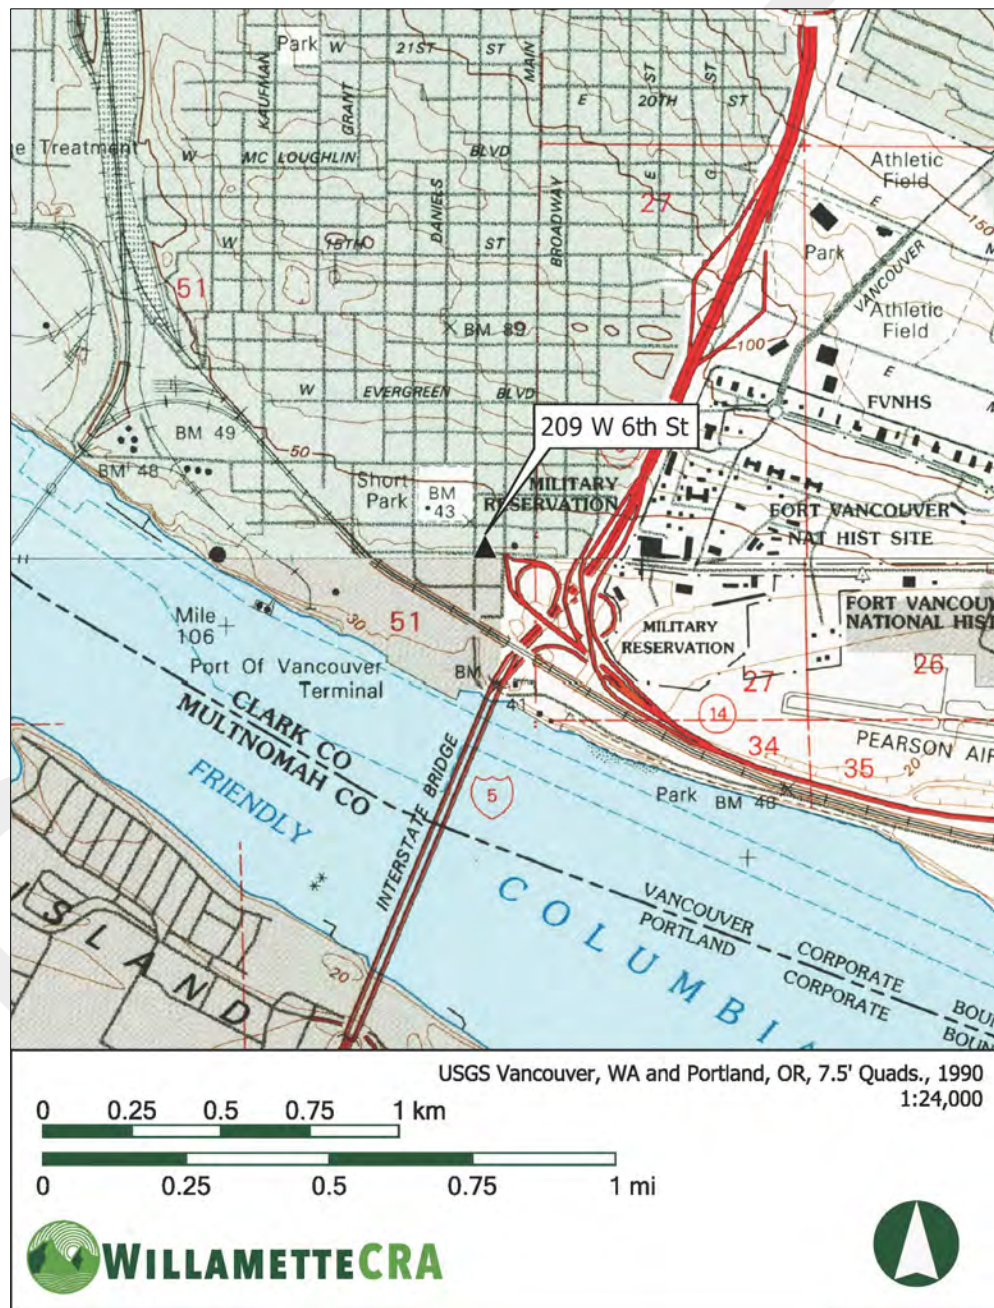 Park
W 21ST ST
MAIN
KAUFMAN
GRANT
ST
ST
E 20TH ST
e Treatment
W MC LOUGHLIN BLVD
Athletic
Field
E
G
27
E
150
DANIELS
BROADWAY
W 15TH ST
Park
VANCOUVER
51
Athletic
Field
BM 89
100
E
W EVERGREEN BLVD
FVNHS
209 W 6th St
BM 49
50
BM 48
Short
Park
BM
43
MILITARY
RESERVATION
FORT VANCOUVER
NAT HIST SITE
Mile
106
30
51
MILITARY
RESERVATION
FORT VANCOUV
NATIONAL HIST
26
Port Of Vancouver
Terminal
BM
41
27
14
34
35
PEARSON AIR
20
CLARK CO
MULTNOMAH CO
FRIENDLY
INTERSTATE BRIDGE
5
Park
BM 48
ISLAND
20
COLUMBIA
VANCOUVER
PORTLAND
CORPORATE
CORPORATE
BOUN
BOUN
USGS Vancouver, WA and Portland, OR, 7.5' Quads., 1990
1:24,000
0 0.25 0.5 0.75 1 km
0 0.25 0.5 0.75 1 mi
WILLAMETTECRA